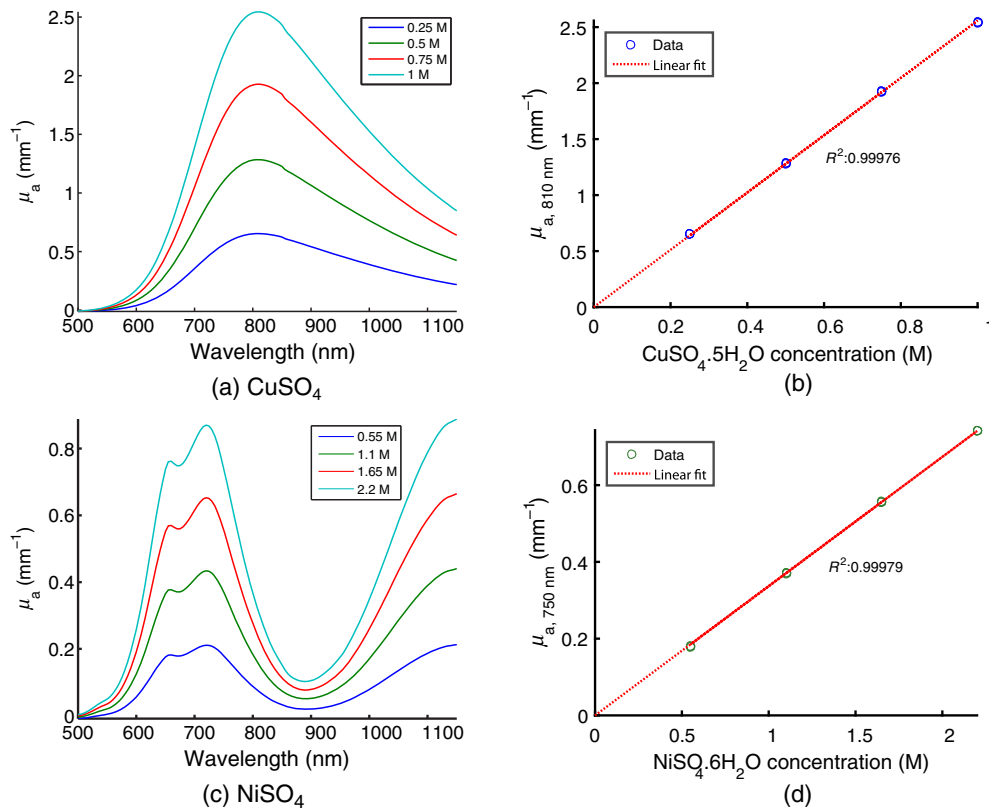 2.5
2
1.5
1
0.5
0
μa (mm−1)
0.25 M
0.5 M
0.75 M
1 M
500 600 700 800 900 1000 1100
Wavelength (nm)
(a) CuSO4
2.5
2
1.5
1
0.5
0
μa, 810 nm (mm−1)
Data
Linear fit
R2:0.99976
0 0.2 0.4 0.6 0.8 1
CuSO4.5H2O concentration (M)
(b)
0.8
0.6
0.4
0.2
0
μa (mm−1)
0.55 M
1.1 M
1.65 M
2.2 M
500 600 700 800 900 1000 1100
Wavelength (nm)
(c) NiSO4
0.6
0.4
0.2
0
μa, 750 nm (mm−1)
Data
Linear fit
R2:0.99979
0 0.5 1 1.5 2
NiSO4.6H2O concentration (M)
(d)